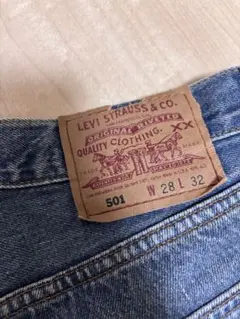 LEVI STRAUSS & CO.
ORIGINAL RIVETED
QUALITY CLOTHING.
XX
501 W 28 L 32